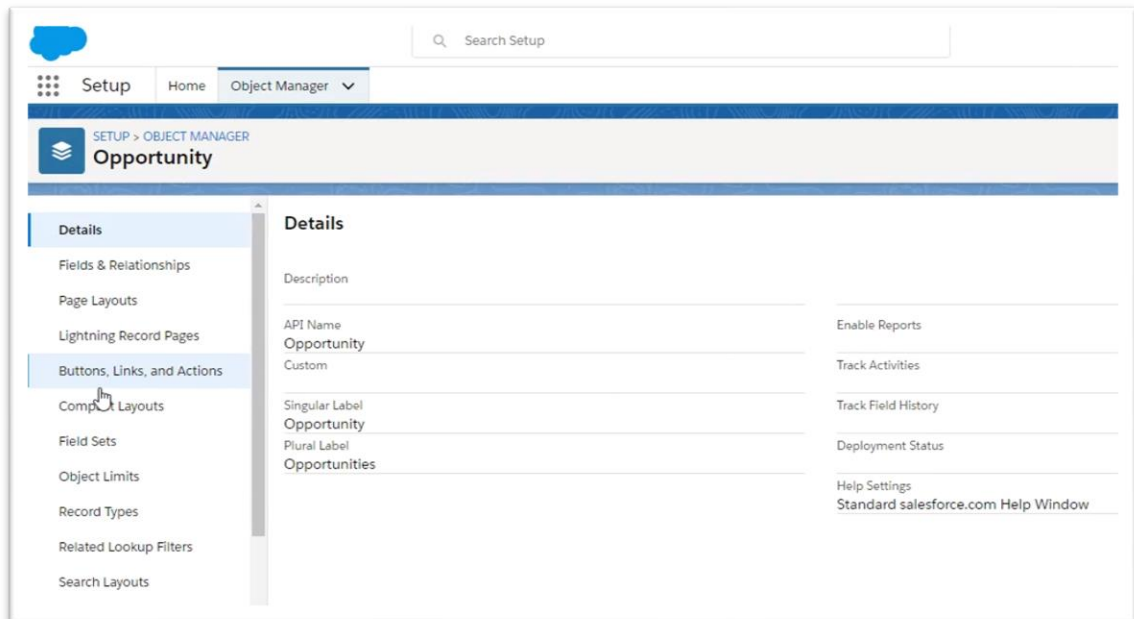 Search Setup
Setup Home Object Manager
SETUP > OBJECT MANAGER
Opportunity
Details
Fields & Relationships
Page Layouts
Lightning Record Pages
Buttons, Links, and Actions
Compact Layouts
Field Sets
Object Limits
Record Types
Related Lookup Filters
Search Layouts
Details
Description
API Name
Opportunity
Custom
Singular Label
Opportunity
Plural Label
Opportunities
Enable Reports
Track Activities
Track Field History
Deployment Status
Help Settings
Standard salesforce.com Help Window